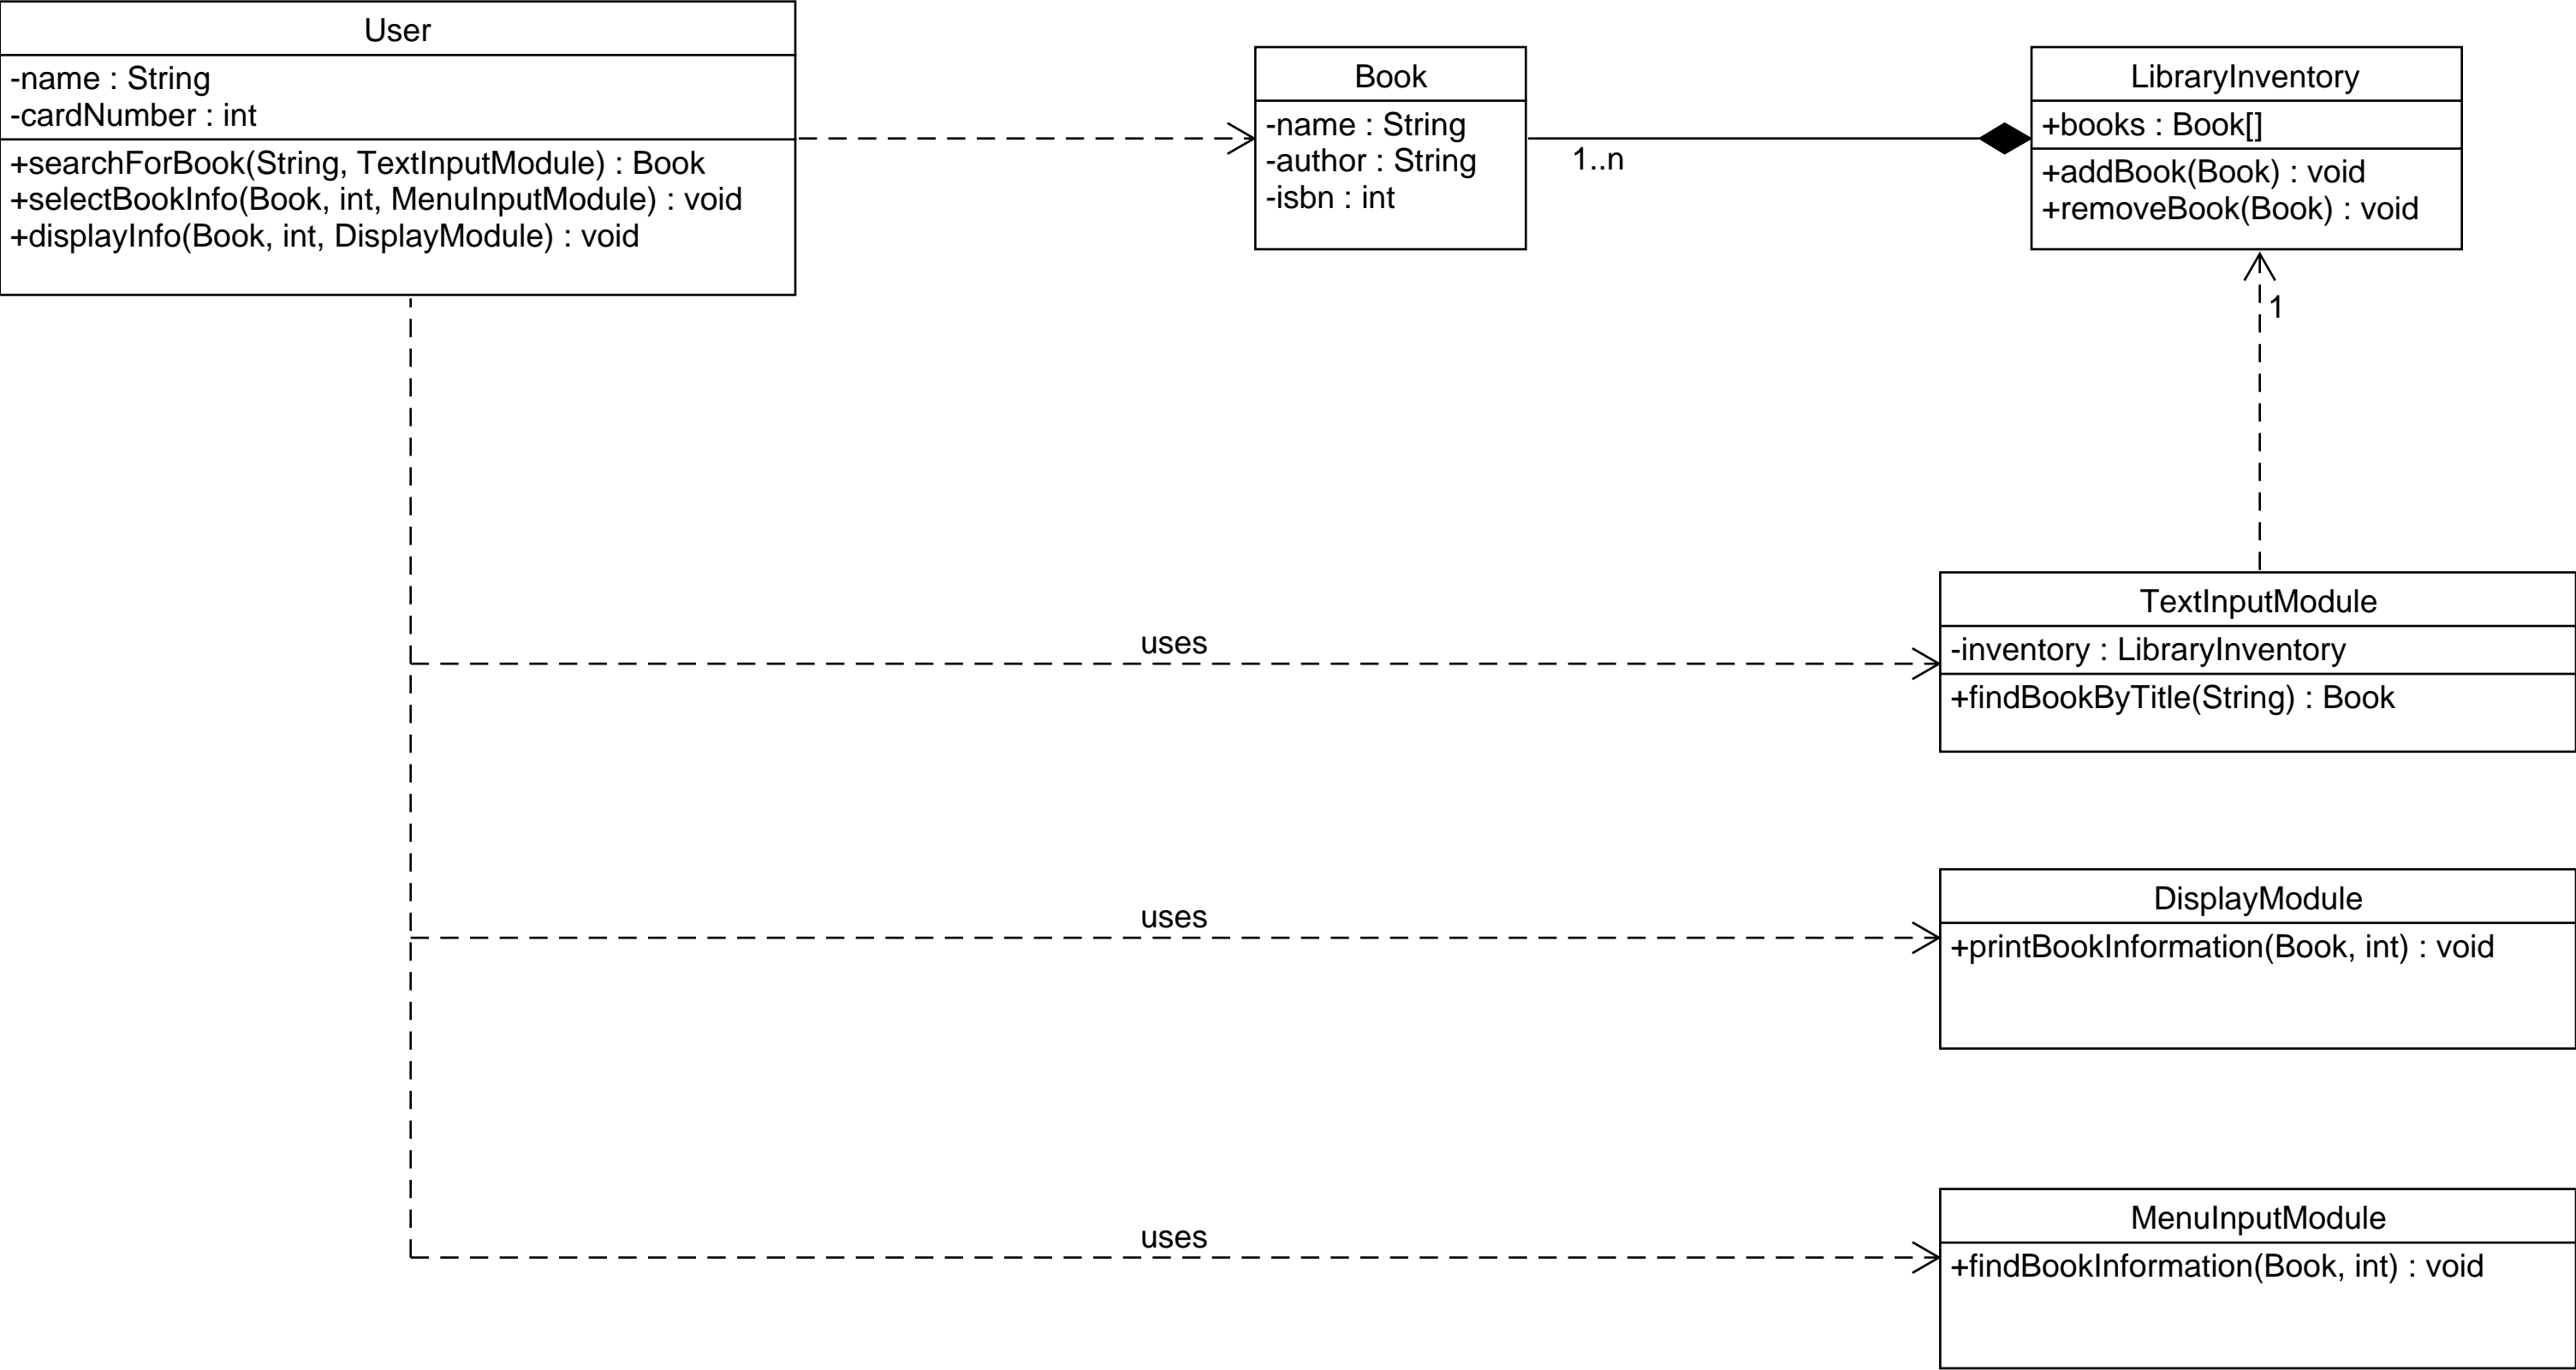 User
-name : String
-cardNumber : int
+searchForBook(String, TextInputModule) : Book
+selectBookInfo(Book, int, MenuInputModule) : void
+displayInfo(Book, int, DisplayModule) : void
Book
-name : String
-author : String
-isbn : int
1..n
LibraryInventory
+books : Book[]
+addBook(Book) : void
+removeBook(Book) : void
1
uses
TextInputModule
-inventory : LibraryInventory
+findBookByTitle(String) : Book
uses
DisplayModule
+printBookInformation(Book, int) : void
uses
MenuInputModule
+findBookInformation(Book, int) : void